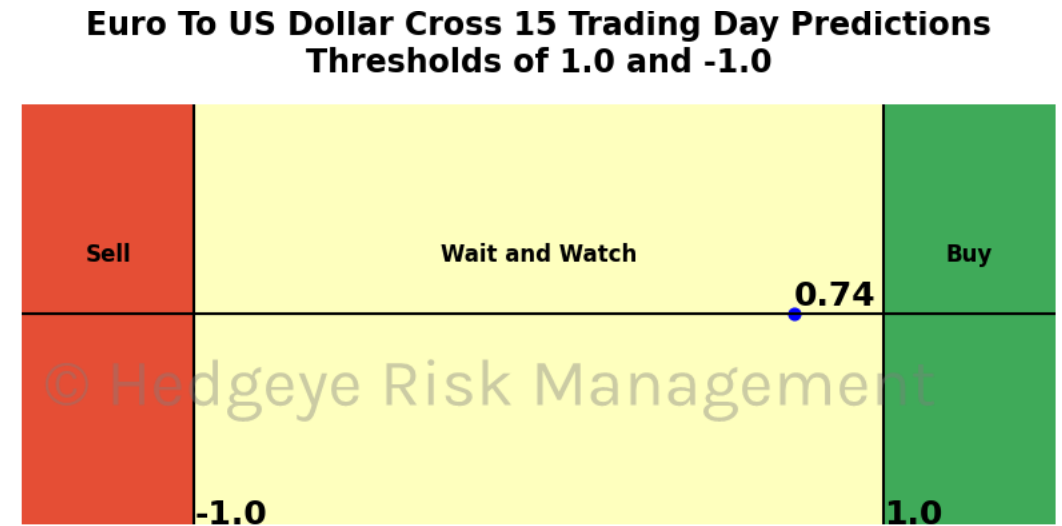 Euro To US Dollar Cross 15 Trading Day Predictions
Thresholds of 1.0 and -1.0
Sell
Wait and Watch
Buy
0.74
© Hedgeye Risk Management
-1.0
1.0